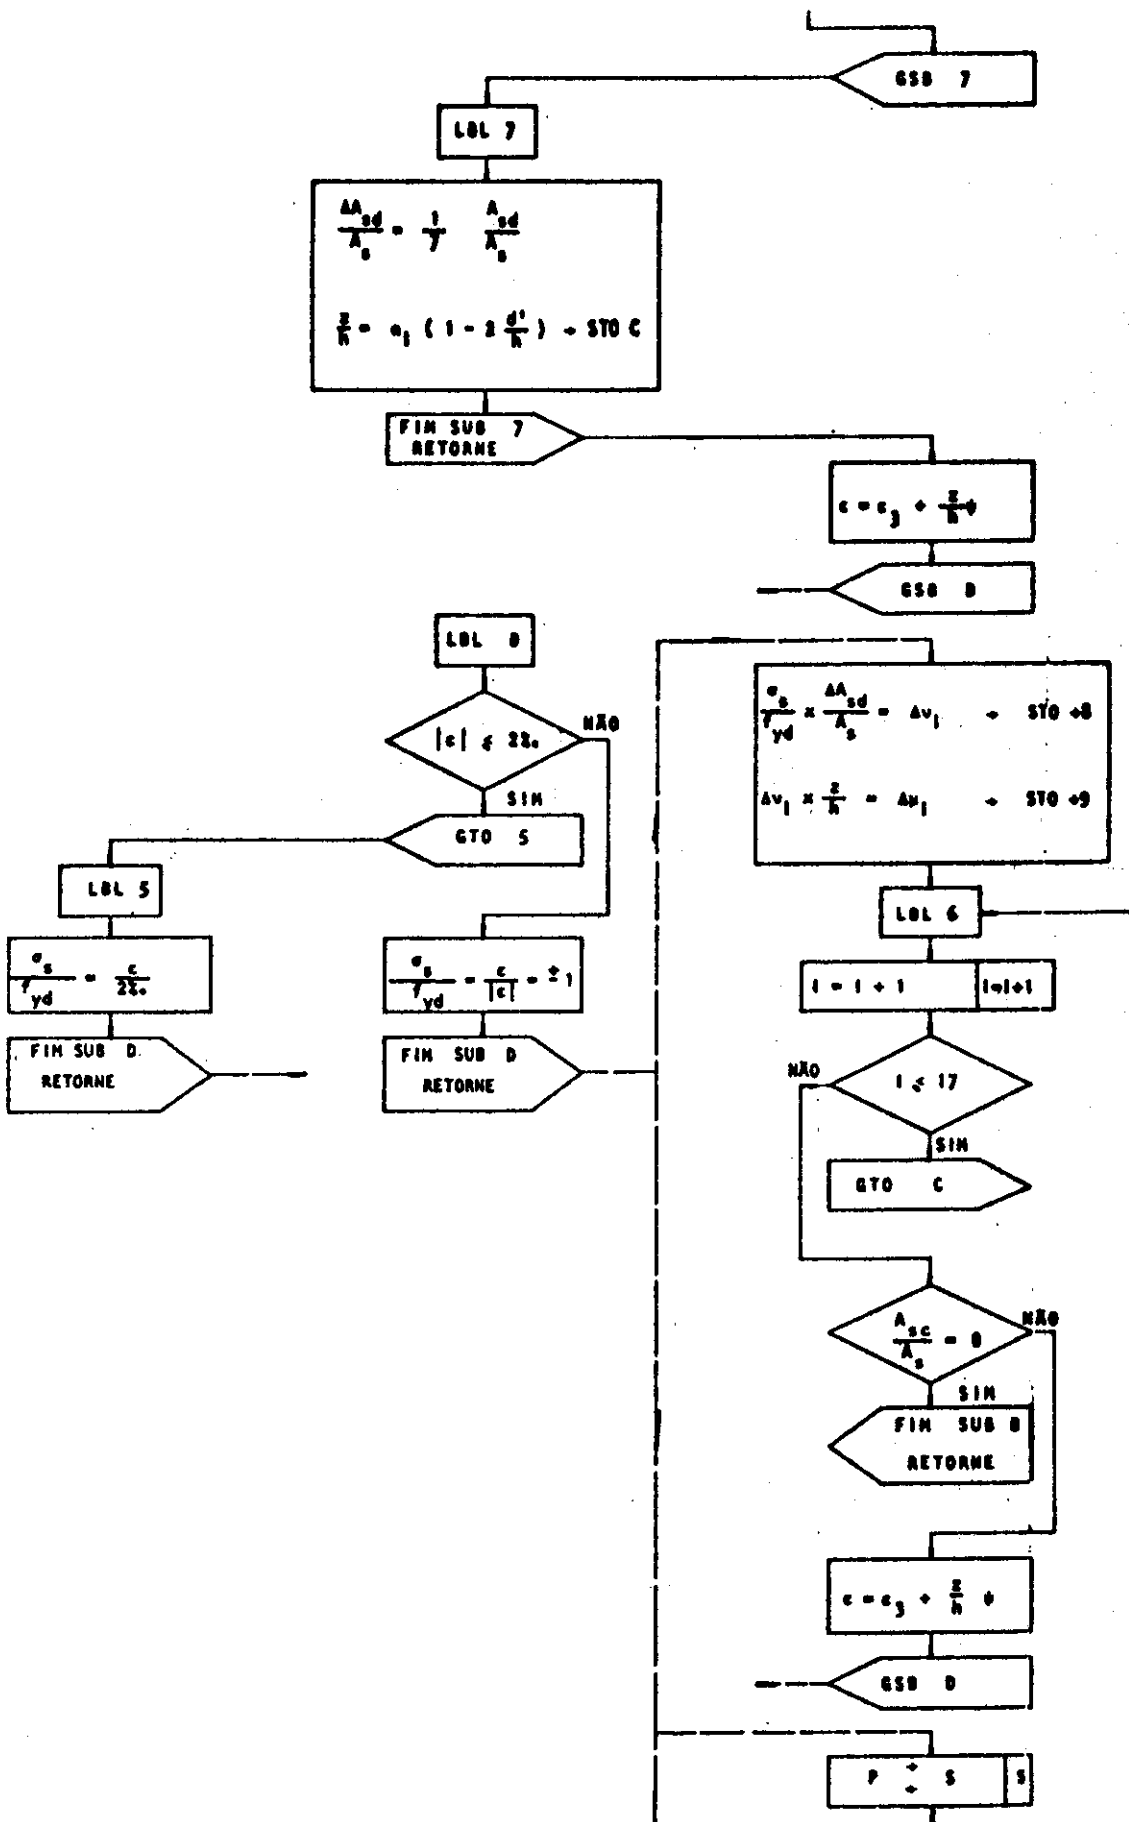 GSB 7
LBL 7
ΔA_sd / A_s = 1/7 A_sd / A_s
z/h = α_i ( 1 - 2 d'/h ) → STO C
FIM SUB 7
RETORNE
ε = ε_3 + z/h ψ
GSB D
LBL D
|ε| ≤ 2‰
NÃO
SIM
GTO 5
LBL 5
σ_s / f_yd = ε / 2‰
FIM SUB D
RETORNE
σ_s / f_yd = ε / |ε| = ± 1
FIM SUB D
RETORNE
σ_s / f_yd × ΔA_sd / A_s = Δν_i → STO +8
Δν_i × z/h = Δμ_i → STO +9
LBL 6
i = i + 1
i=i+1
NÃO
i ≤ 17
SIM
GTO C
A_sc / A_s = 0
NÃO
SIM
FIM SUB B
RETORNE
ε = ε_3 + z/h ψ
GSB D
P S
S